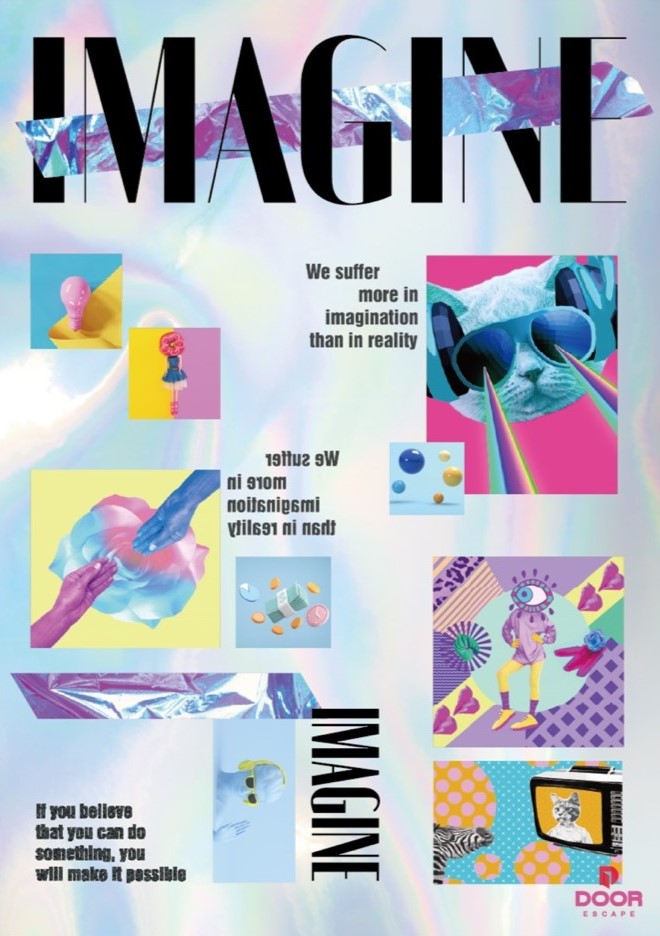 IMAGINE
We suffer
more in
imagination
than in reality
We suffer
more in
imagination
than in reality
IMAGINE
If you believe
that you can do
something, you
will make it possible
DOOR
ESCAPE